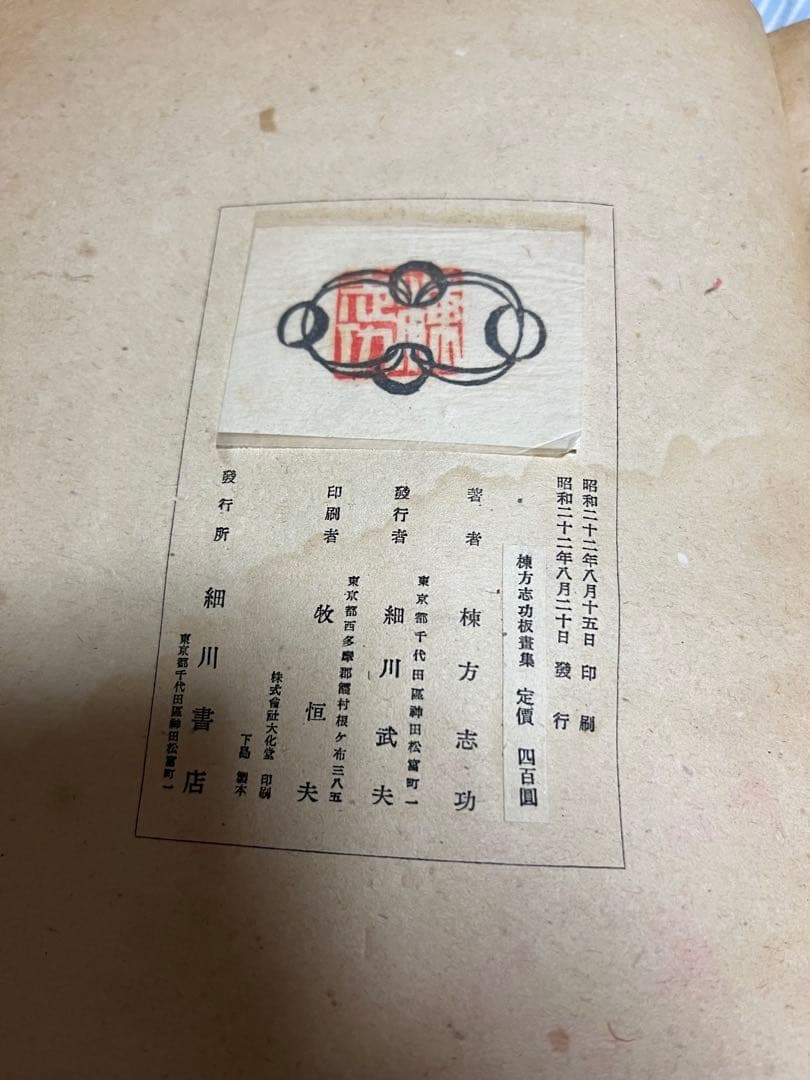 昭和二十二年八月十五日 印刷
昭和二十二年八月二十日 發行
棟方志功板畫集 定價 四百圓
著者 棟方志功
東京都千代田區神田松富町一
發行者 細川武夫
東京都西多摩郡霞村根ケ布三八五
印刷者 牧恒夫
株式會社大化堂 印刷
下島 製本
發行所 細川書店
東京都千代田區神田松富町一